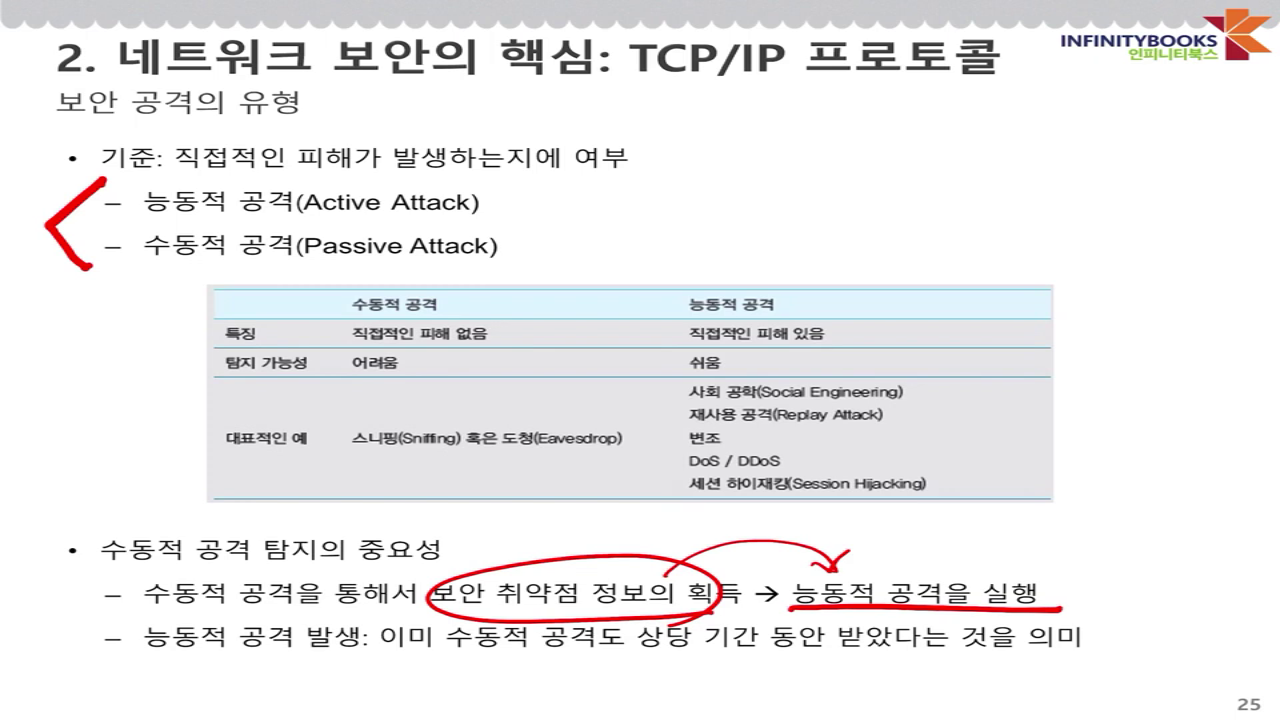 INFINITYBOOKS
인피니티북스
2. 네트워크 보안의 핵심: TCP/IP 프로토콜
보안 공격의 유형
• 기준: 직접적인 피해가 발생하는지에 여부
– 능동적 공격(Active Attack)
– 수동적 공격(Passive Attack)
수동적 공격 능동적 공격
특징 직접적인 피해 없음 직접적인 피해 있음
탐지 가능성 어려움 쉬움
사회 공학(Social Engineering)
재사용 공격(Replay Attack)
대표적인 예 스니핑(Sniffing) 혹은 도청(Eavesdrop) 변조
DoS / DDoS
세션 하이재킹(Session Hijacking)
• 수동적 공격 탐지의 중요성
– 수동적 공격을 통해서 보안 취약점 정보의 획득 → 능동적 공격을 실행
– 능동적 공격 발생: 이미 수동적 공격도 상당 기간 동안 받았다는 것을 의미
25